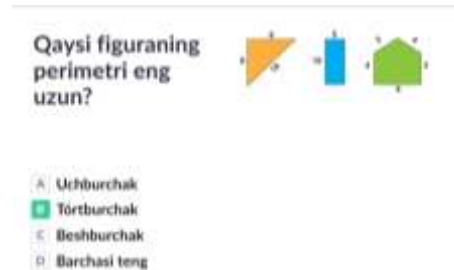 Qaysi figuraning
perimetri eng
uzun?
A Uchburchak
Tórtburchak
C Beshburchak
D Barchasi teng